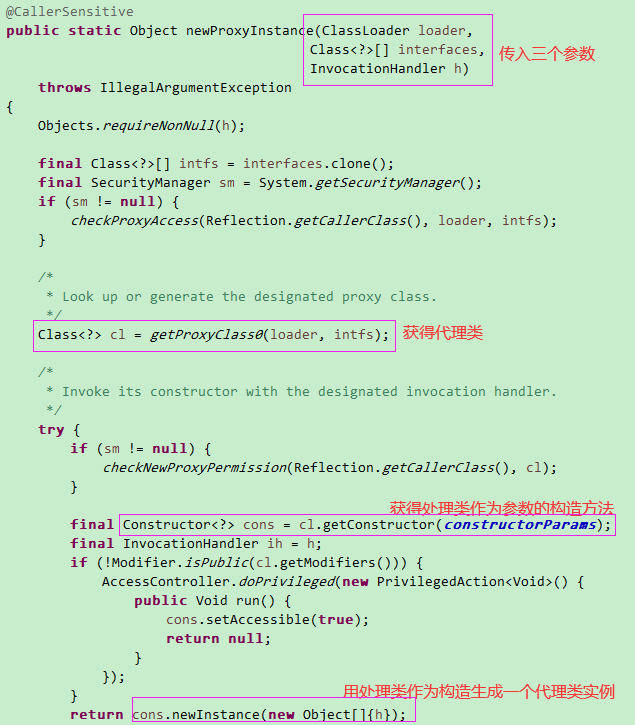 @CallerSensitive
public static Object newProxyInstance(ClassLoader loader,
Class<?>[] interfaces,
传入三个参数
InvocationHandler h)
throws IllegalArgumentException
{
Objects.requireNonNull(h);
final Class<?>[] intfs = interfaces.clone();
final SecurityManager sm = System.getSecurityManager();
if (sm != null) {
checkProxyAccess(Reflection.getCallerClass(), loader, intfs);
}
/*
* Look up or generate the designated proxy class.
*/
Class<?> cl = getProxyClass0(loader, intfs); 获得代理类
/*
* Invoke its constructor with the designated invocation handler.
*/
try {
if (sm != null) {
checkNewProxyPermission(Reflection.getCallerClass(), cl);
}
获得处理类作为参数的构造方法
final Constructor<?> cons = cl.getConstructor(constructorParams);
final InvocationHandler ih = h;
if (!Modifier.isPublic(cl.getModifiers())) {
AccessController.doPrivileged(new PrivilegedAction<Void>() {
public Void run() {
cons.setAccessible(true);
return null;
}
});
}
用处理类作为构造生成一个代理类实例
return cons.newInstance(new Object[]{h});